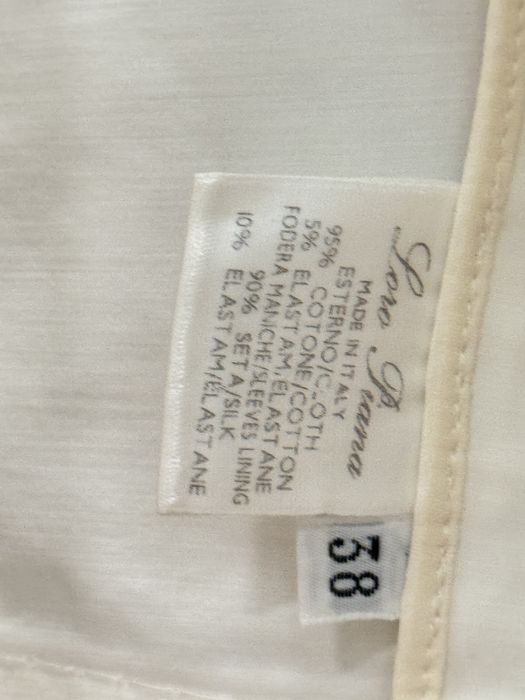 Loro Piana
MADE IN ITALY
ESTERNO/CLOTH
95% COTONE/COTTON
5% ELASTAM/ELASTANE
FODERA MANICHE/SLEEVES LINING
90% SETA/SILK
10% ELASTAM/ELASTANE
38